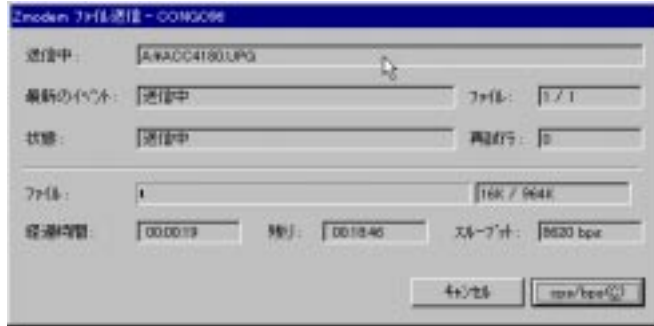 Zmodem ファイル送信 - CONGO96
送信中: A:¥ACC4180.UPG
最新のイベント: 送信中 ファイル: 1 / 1
状態: 送信中 再試行: 0
ファイル: 16K / 964K
経過時間: 00:00:19 残り: 00:18:46 スループット: 8620 bps
キャンセル cps/bps(C)